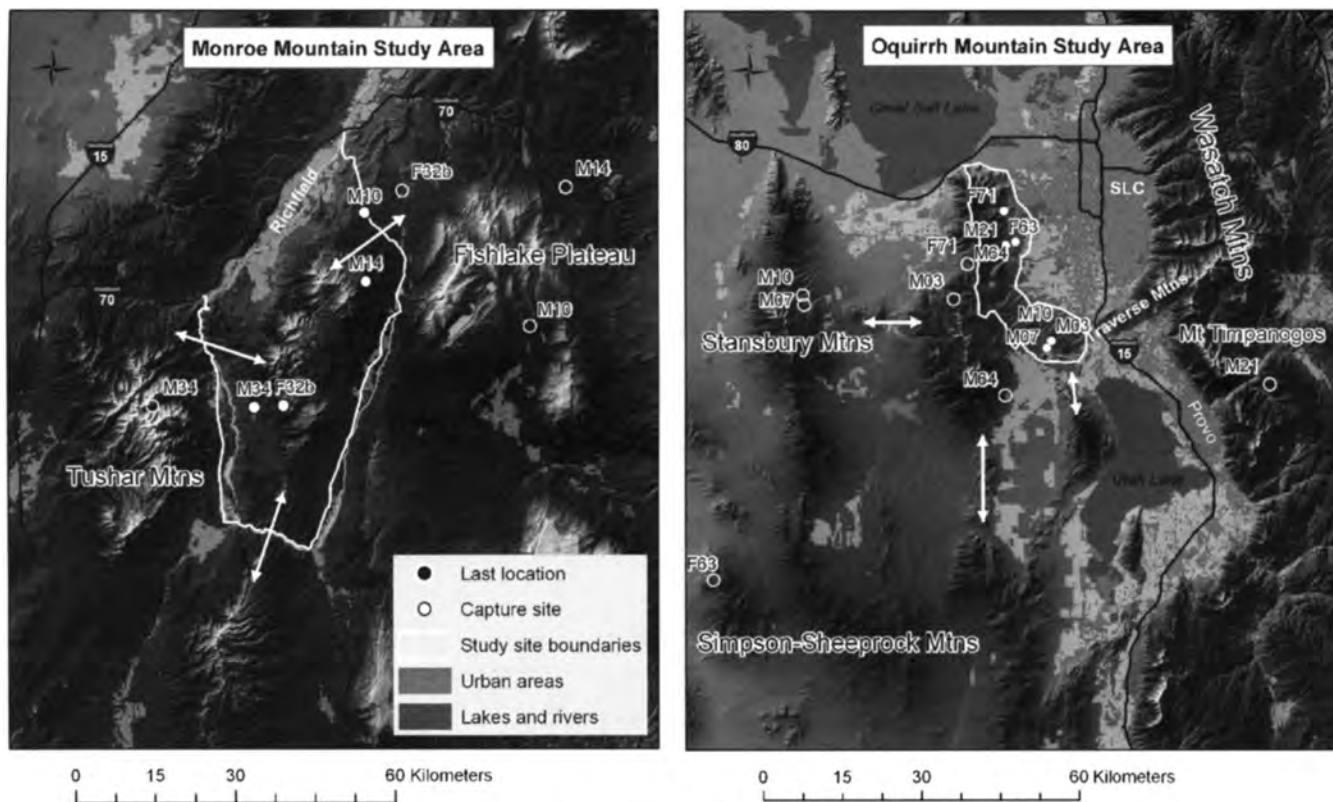 Monroe Mountain Study Area
70
15
Richfield
F32b
M14
M10
Fishlake Plateau
M14
M10
70
M34
M34
F32b
Tushar Mtns
Last location
Capture site
Study site boundaries
Urban areas
Lakes and rivers
0 15 30 60 Kilometers
Oquirrh Mountain Study Area
Great Salt Lake
80
Wasatch Mtns
SLC
F71
M21
F63
F71
M64
M10
M03
M07
M10
M03
Stansbury Mtns
M07
Traverse Mtns
15
Mt Timpanogos
M21
M64
Provo
Utah Lake
F63
Simpson-Sheeprock Mtns
0 15 30 60 Kilometers